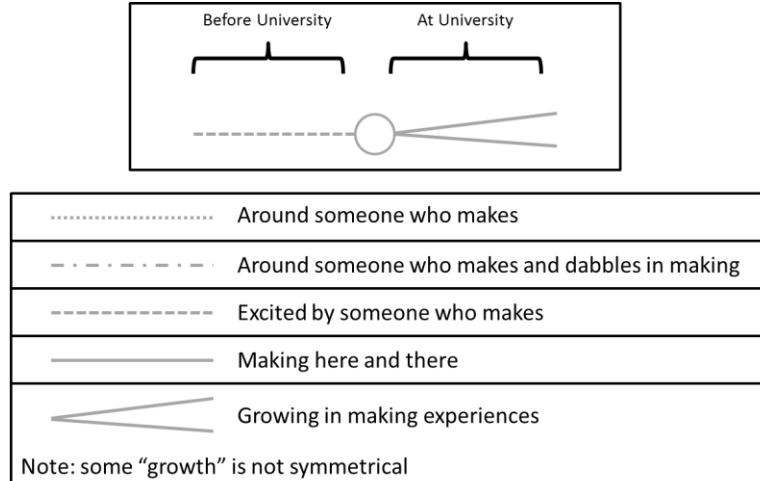 Before University
At University
Around someone who makes
Around someone who makes and dabbles in making
Excited by someone who makes
Making here and there
Growing in making experiences
Note: some “growth” is not symmetrical